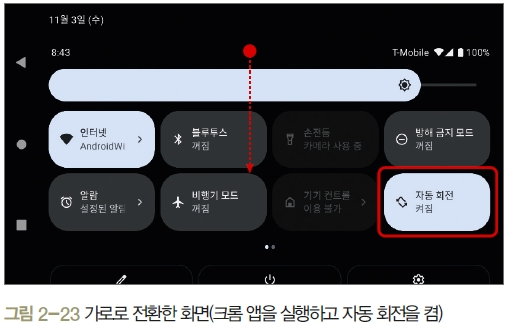 11월 3일 (수)
8:43
T-Mobile
100%
인터넷
AndroidWi
블루투스
꺼짐
손전등
카메라 사용 중
방해 금지 모드
꺼짐
알람
설정된 알람
비행기 모드
꺼짐
기기 컨트롤
이용 불가
자동 회전
켜짐
그림 2-23 가로로 전환한 화면(크롬 앱을 실행하고 자동 회전을 켬)